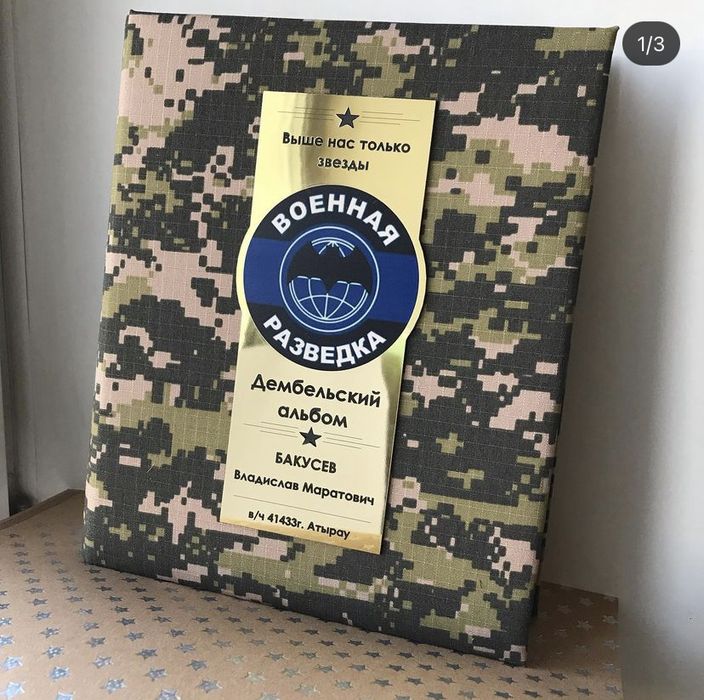 1/3
Выше нас только
звезды
ВОЕННАЯ
РАЗВЕДКА
Дембельский
альбом
БАКУСЕВ
Владислав Маратович
в/ч 41433г. Атырау